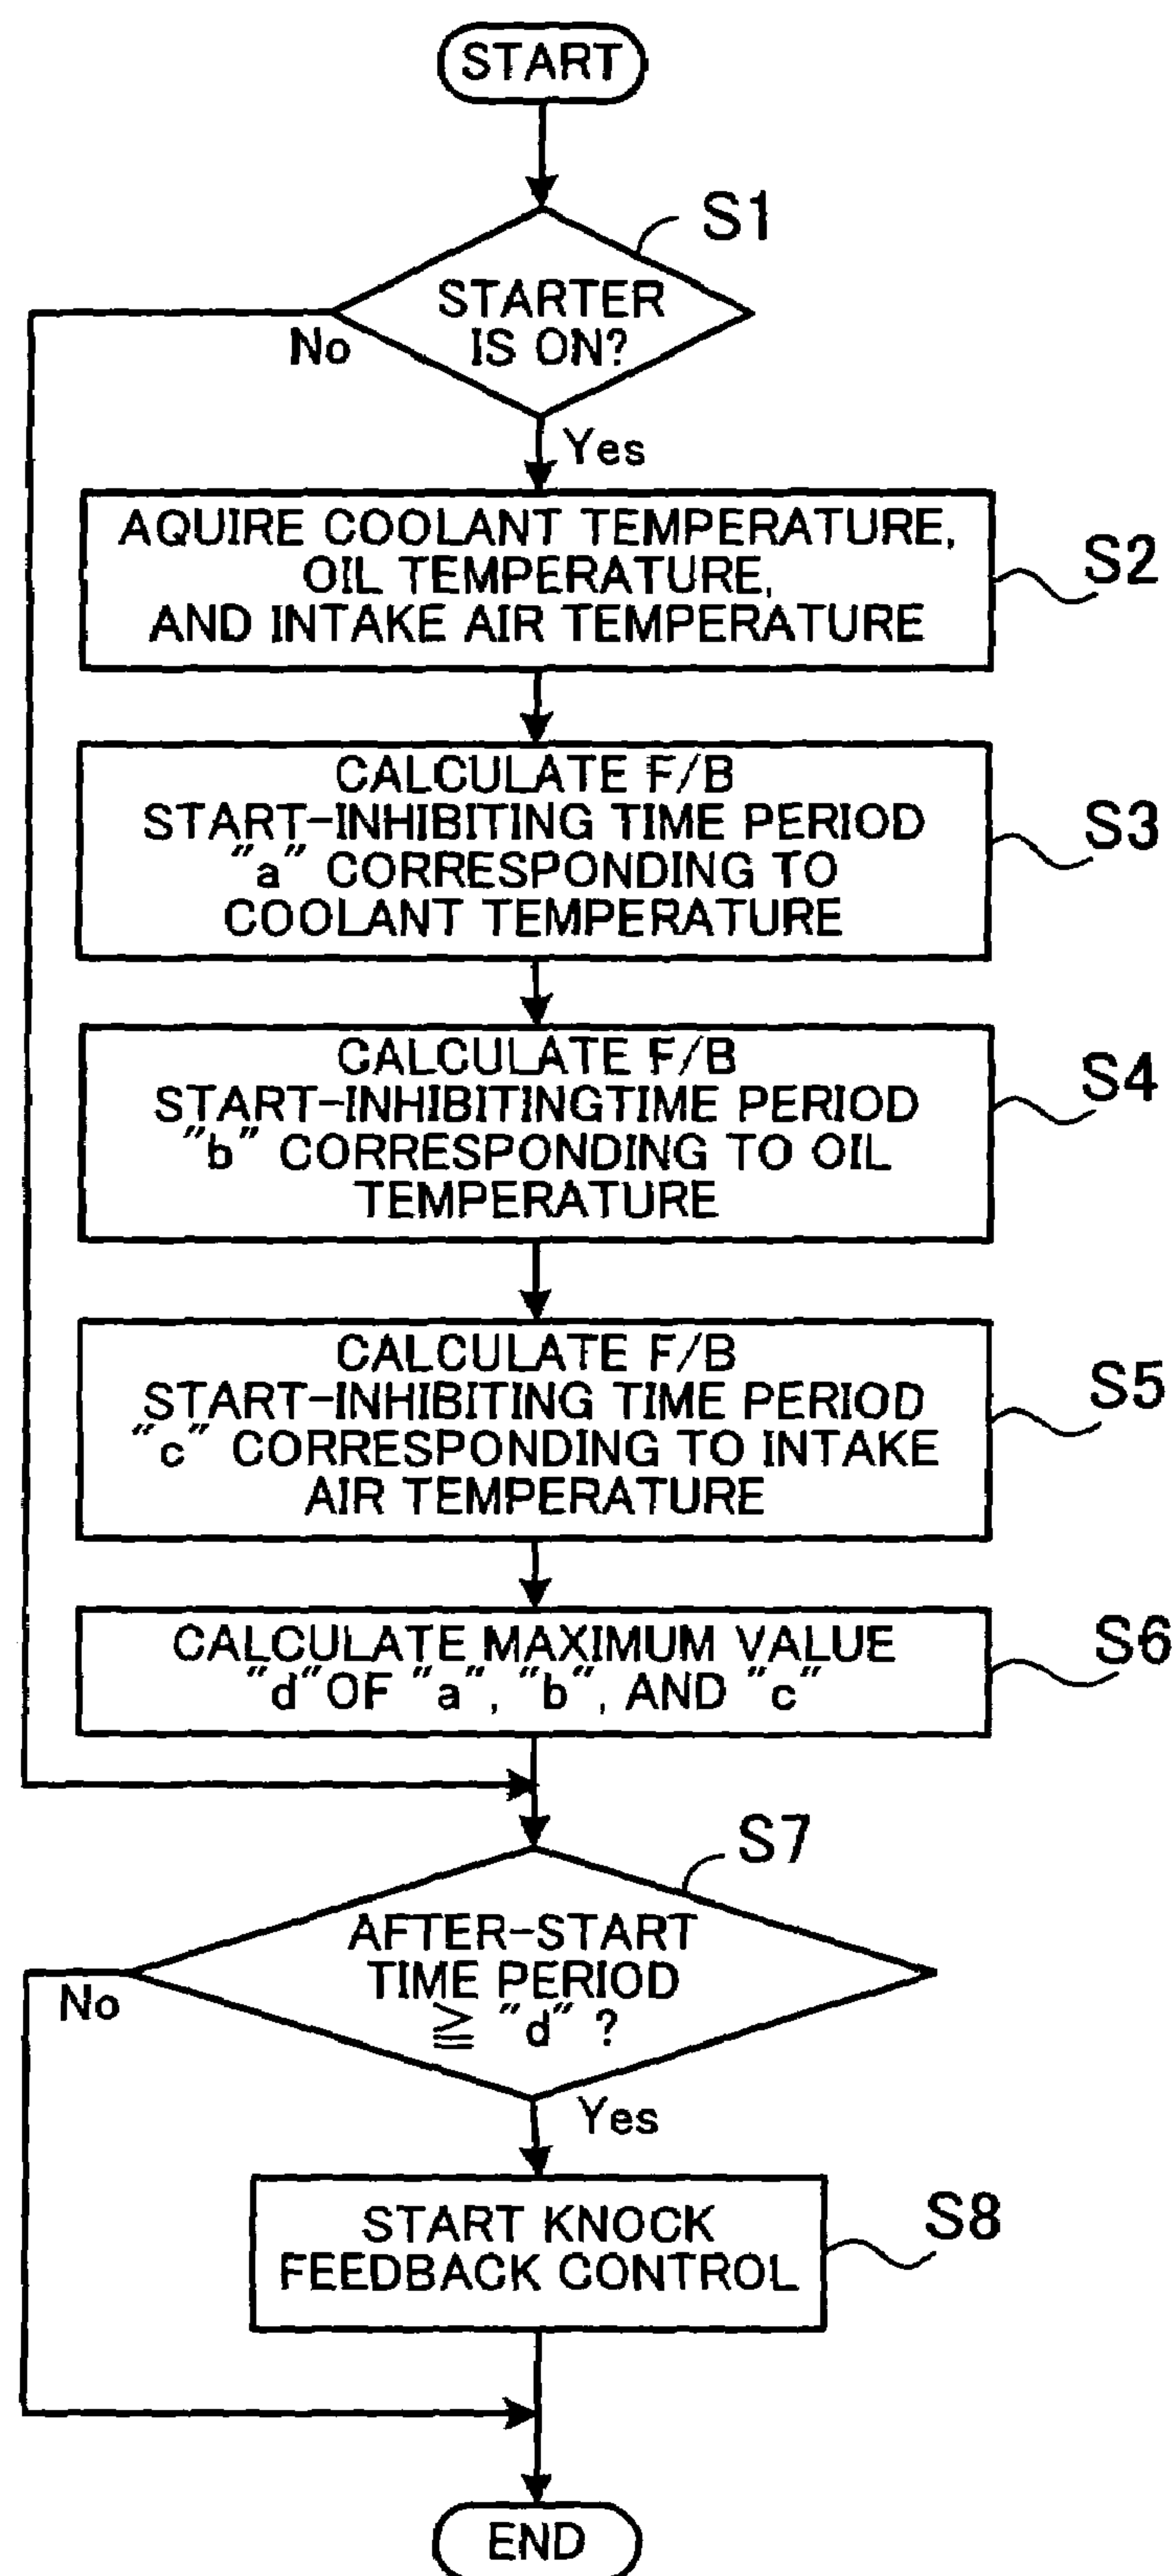 START
S1
STARTER
IS ON?
No
Yes
AQUIRE COOLANT TEMPERATURE,
OIL TEMPERATURE,
AND INTAKE AIR TEMPERATURE
S2
CALCULATE F/B
START-INHIBITING TIME PERIOD
"a" CORRESPONDING TO
COOLANT TEMPERATURE
S3
CALCULATE F/B
START-INHIBITINGTIME PERIOD
"b" CORRESPONDING TO OIL
TEMPERATURE
S4
CALCULATE F/B
START-INHIBITING TIME PERIOD
"c" CORRESPONDING TO INTAKE
AIR TEMPERATURE
S5
CALCULATE MAXIMUM VALUE
"d"OF "a", "b", AND "c"
S6
S7
AFTER-START
TIME PERIOD
≧ "d" ?
No
Yes
START KNOCK
FEEDBACK CONTROL
S8
END